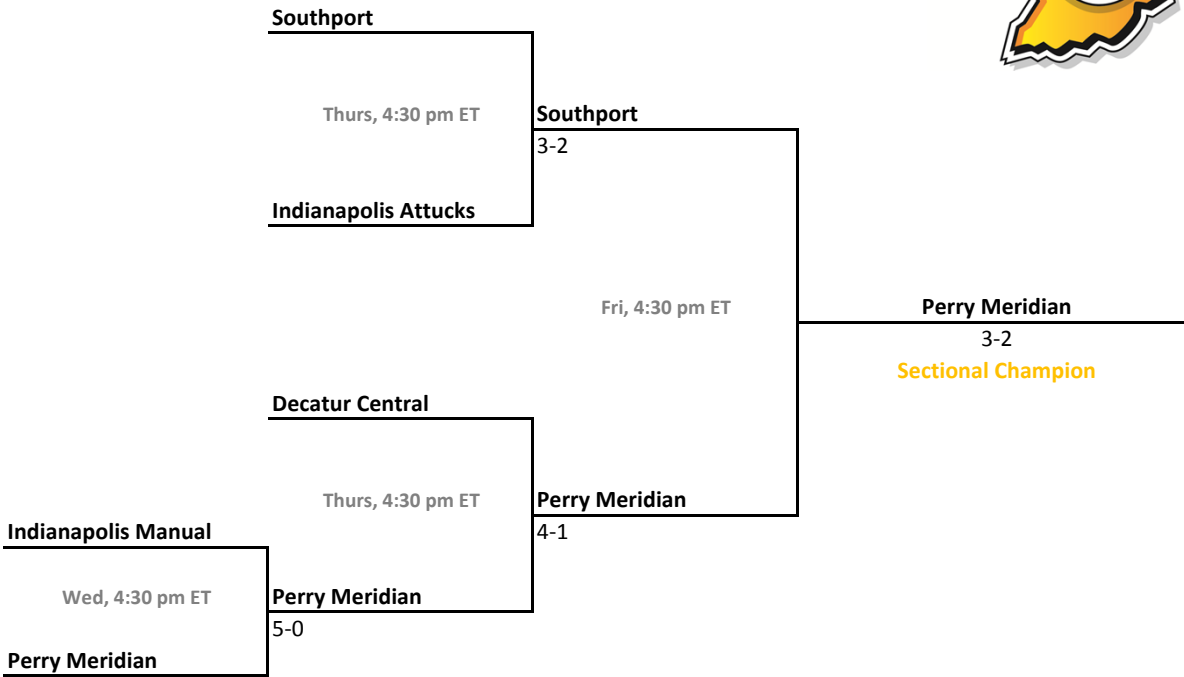 Southport
Thurs, 4:30 pm ET
Southport
3-2
Indianapolis Attucks
Fri, 4:30 pm ET
Perry Meridian
3-2
Sectional Champion
Decatur Central
Thurs, 4:30 pm ET
Perry Meridian
4-1
Indianapolis Manual
Wed, 4:30 pm ET
Perry Meridian
5-0
Perry Meridian